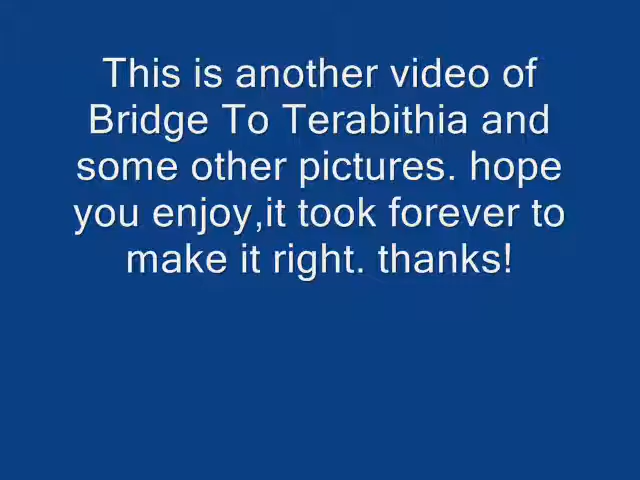 This is another video of
Bridge To Terabithia and
some other pictures. hope
you enjoy,it took forever to
make it right. thanks!